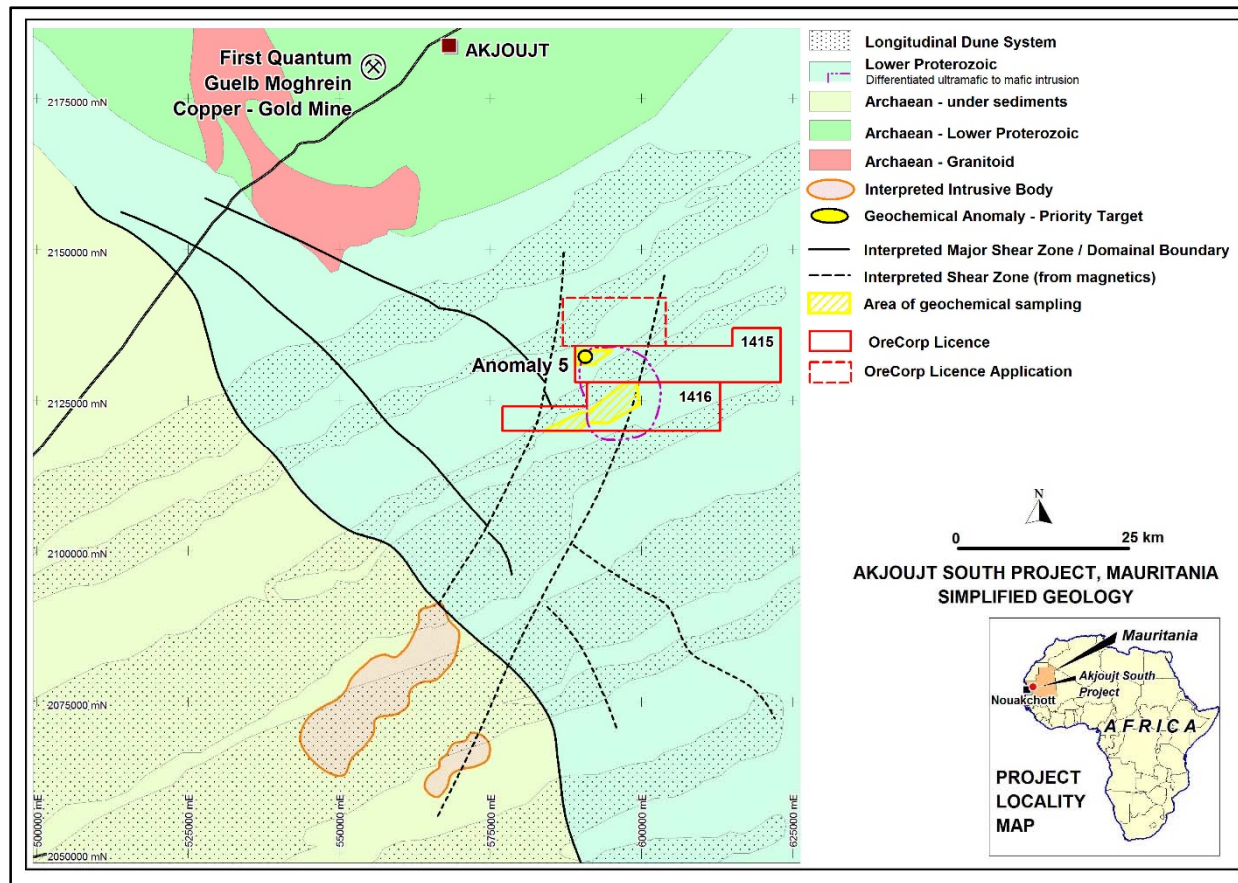 First Quantum
Guelb Moghrein
Copper - Gold Mine
AKJOUJT
2175000 mN
2150000 mN
2125000 mN
2100000 mN
2075000 mN
2050000 mN
500000 mE
525000 mE
550000 mE
575000 mE
600000 mE
625000 mE
Anomaly 5
1415
1416
Longitudinal Dune System
Lower Proterozoic
Differentiated ultramafic to mafic intrusion
Archaean - under sediments
Archaean - Lower Proterozoic
Archaean - Granitoid
Interpreted Intrusive Body
Geochemical Anomaly - Priority Target
Interpreted Major Shear Zone / Domainal Boundary
Interpreted Shear Zone (from magnetics)
Area of geochemical sampling
OreCorp Licence
OreCorp Licence Application
N
0 25 km
AKJOUJT SOUTH PROJECT, MAURITANIA
SIMPLIFIED GEOLOGY
Mauritania
Akjoujt South
Project
Nouakchott
AFRICA
PROJECT
LOCALITY
MAP